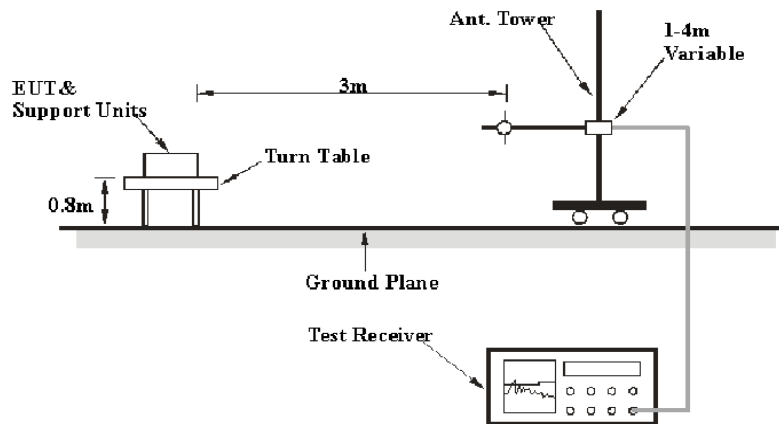 Ant. Tower
1-4m
Variable
EUT &
Support Units
3m
Turn Table
0.8m
Ground Plane
Test Receiver